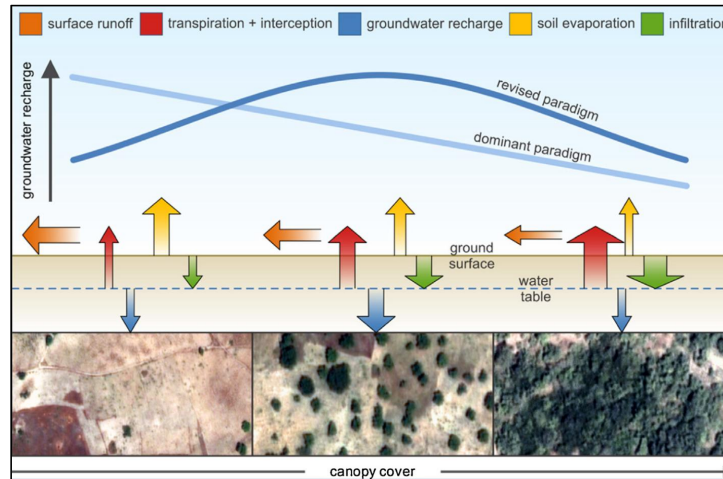 surface runoff transpiration + interception groundwater recharge soil evaporation infiltration
groundwater recharge
revised paradigm
dominant paradigm
ground
surface
water
table
canopy cover